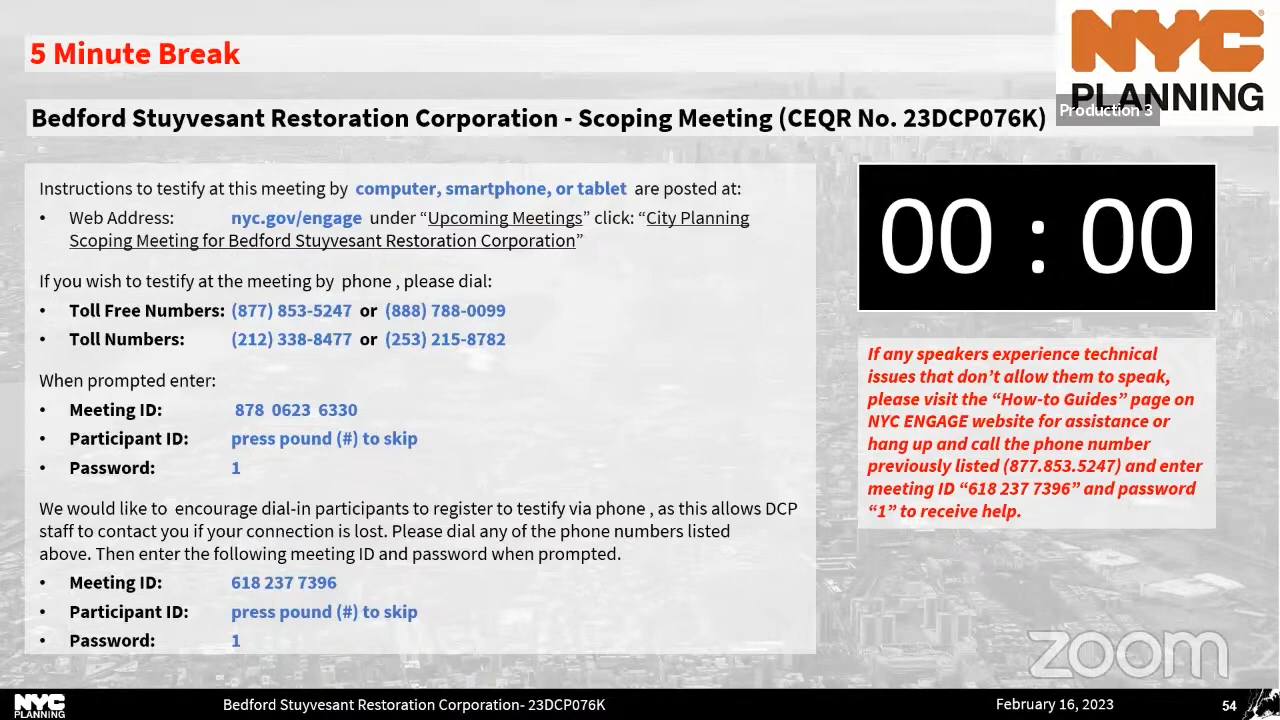 5 Minute Break
NYC
PLANNING
Production 3
Bedford Stuyvesant Restoration Corporation - Scoping Meeting (CEQR No. 23DCP076K)
Instructions to testify at this meeting by computer, smartphone, or tablet are posted at:
• Web Address: nyc.gov/engage under “Upcoming Meetings” click: “City Planning
Scoping Meeting for Bedford Stuyvesant Restoration Corporation”
If you wish to testify at the meeting by phone , please dial:
• Toll Free Numbers: (877) 853-5247 or (888) 788-0099
• Toll Numbers: (212) 338-8477 or (253) 215-8782
When prompted enter:
• Meeting ID: 878 0623 6330
• Participant ID: press pound (#) to skip
• Password: 1
We would like to encourage dial-in participants to register to testify via phone , as this allows DCP
staff to contact you if your connection is lost. Please dial any of the phone numbers listed
above. Then enter the following meeting ID and password when prompted.
• Meeting ID: 618 237 7396
• Participant ID: press pound (#) to skip
• Password: 1
00 : 00
If any speakers experience technical
issues that don’t allow them to speak,
please visit the “How-to Guides” page on
NYC ENGAGE website for assistance or
hang up and call the phone number
previously listed (877.853.5247) and enter
meeting ID “618 237 7396” and password
“1” to receive help.
zoom
NYC
PLANNING
Bedford Stuyvesant Restoration Corporation- 23DCP076K
February 16, 2023
54